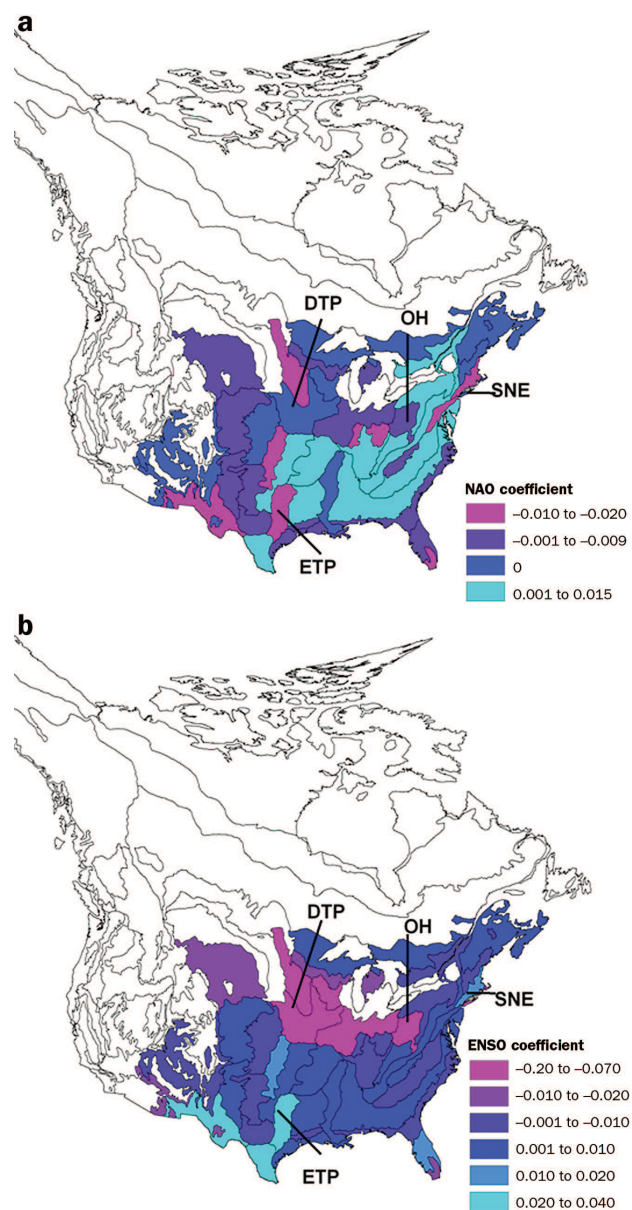 a
DTP
OH
SNE
ETP
NAO coefficient
−0.010 to −0.020
−0.001 to −0.009
0
0.001 to 0.015
b
DTP
OH
SNE
ETP
ENSO coefficient
−0.20 to −0.070
−0.010 to −0.020
−0.001 to −0.010
0.001 to 0.010
0.010 to 0.020
0.020 to 0.040